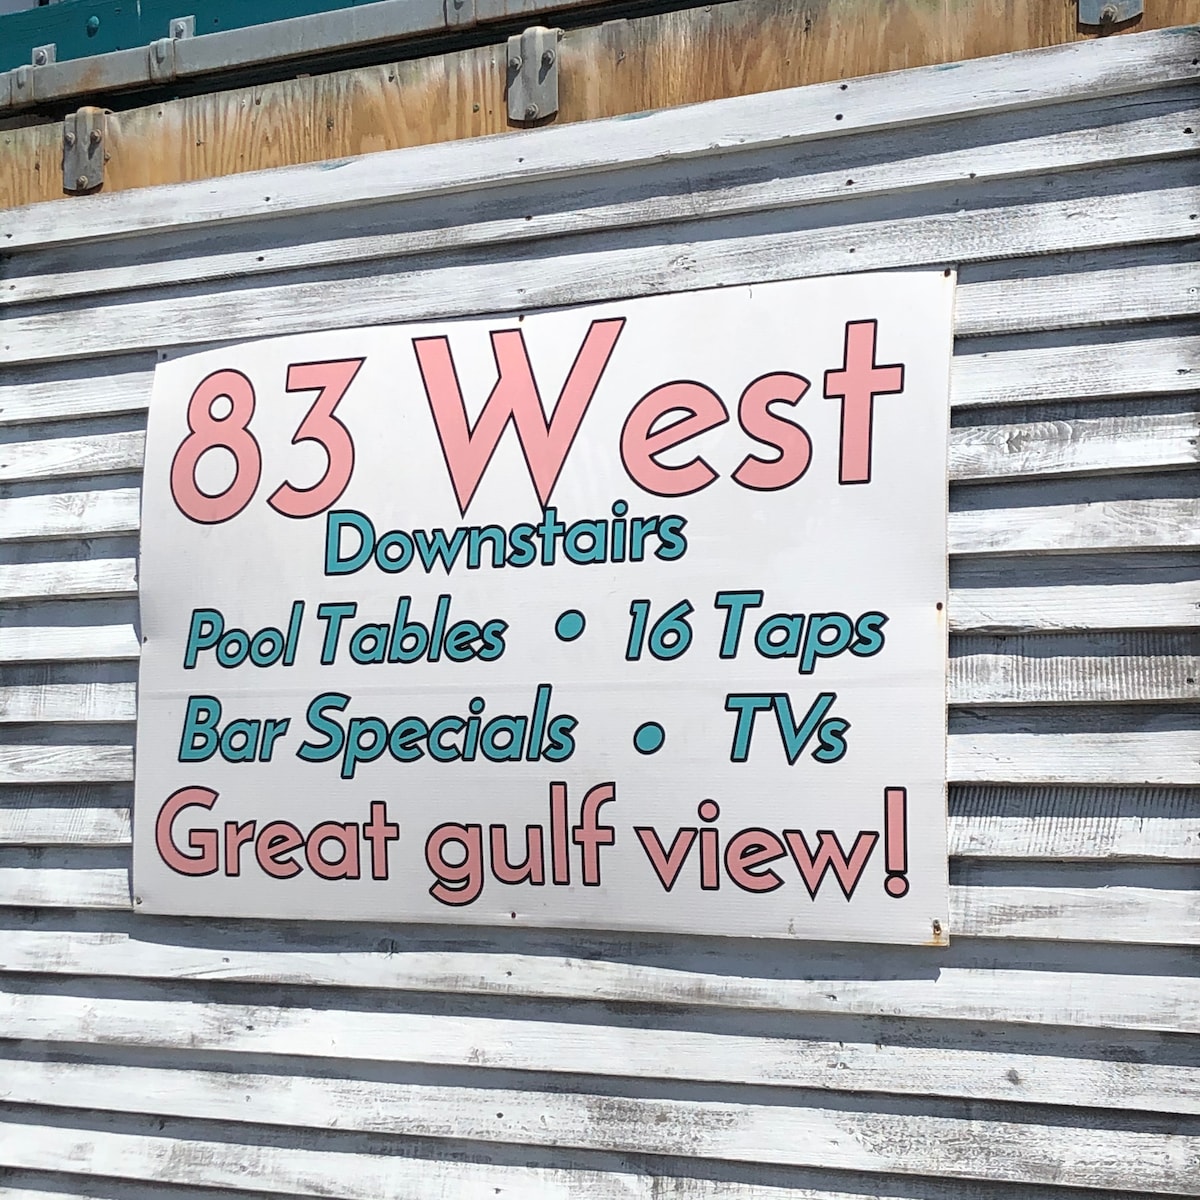 83 West
Downstairs
Pool Tables • 16 Taps
Bar Specials • TVs
Great gulf view!